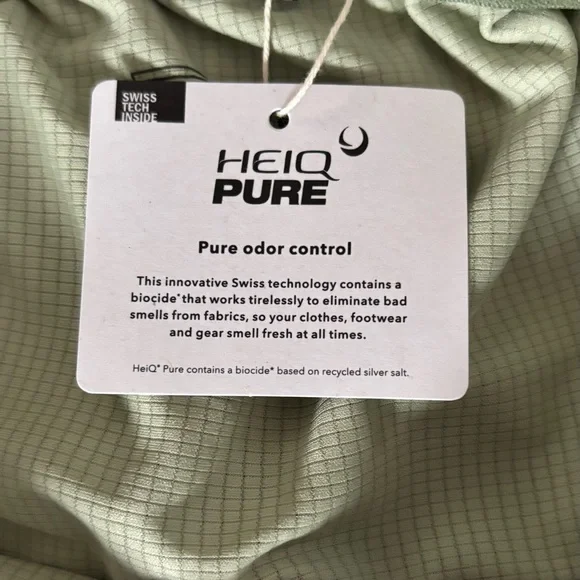 SWISS
TECH
INSIDE
HEIQ
PURE
Pure odor control
This innovative Swiss technology contains a
biocide* that works tirelessly to eliminate bad
smells from fabrics, so your clothes, footwear
and gear smell fresh at all times.
HeiQ® Pure contains a biocide* based on recycled silver salt.